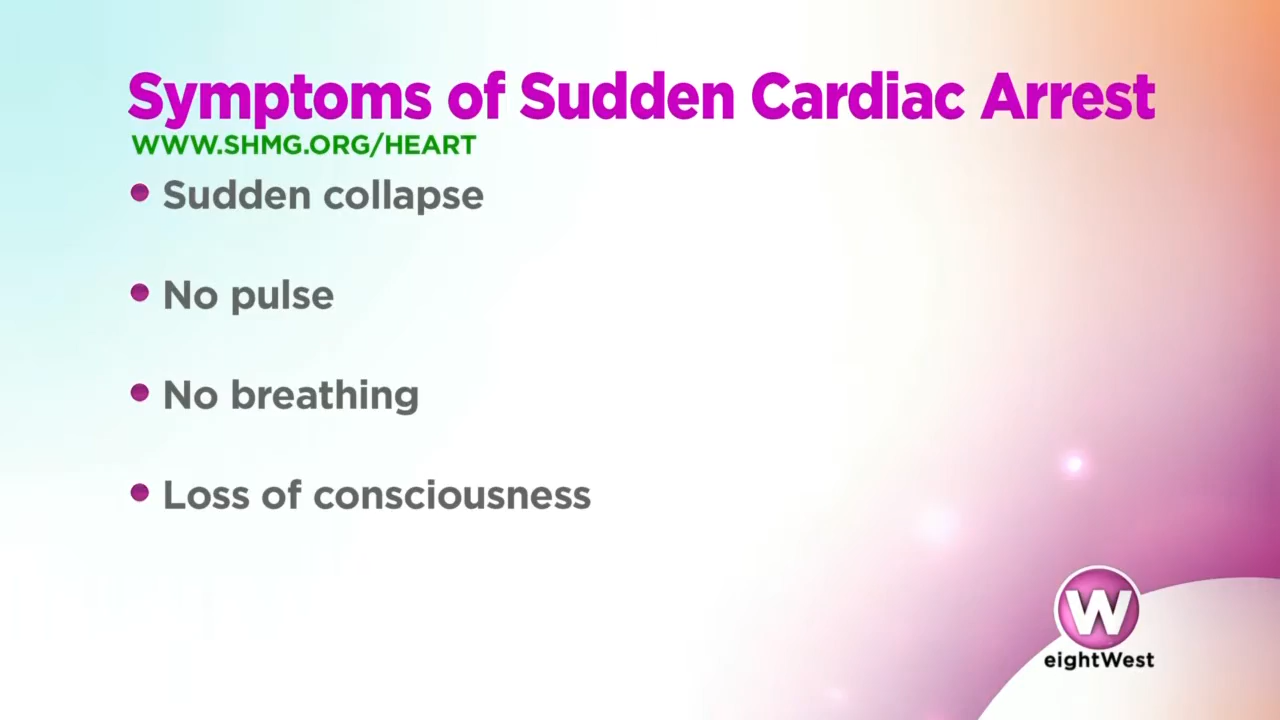 Symptoms of Sudden Cardiac Arrest
WWW.SHMG.ORG/HEART
Sudden collapse
No pulse
No breathing
Loss of consciousness
W
eightWest